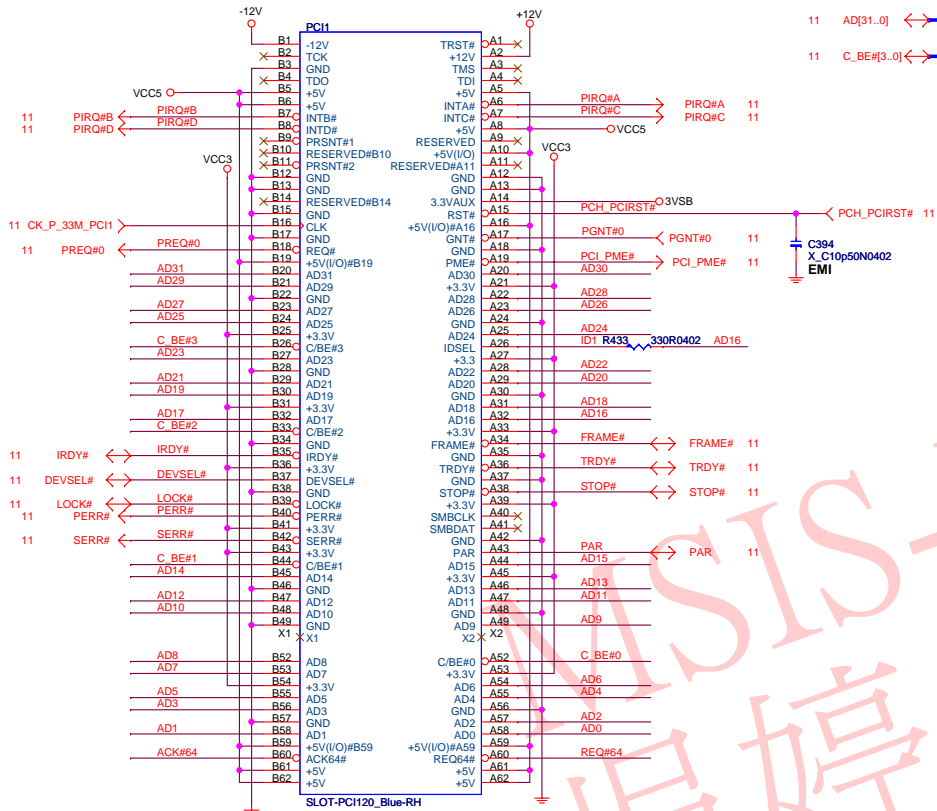 -12V
+12V
11 AD[31..0]
11 C_BE#[3..0]
PCI1
B1 -12V TRST# A1
B2 TCK +12V A2
B3 GND TMS A3
B4 TDO TDI A4
VCC5 B5 +5V +5V A5
B6 +5V INTA# A6 PIRQ#A PIRQ#A 11
11 PIRQ#B PIRQ#B B7 INTB# INTC# A7 PIRQ#C PIRQ#C 11
11 PIRQ#D PIRQ#D B8 INTD# +5V A8 VCC5
B9 PRSNT#1 RESERVED A9
B10 RESERVED#B10 +5V(I/O) A10
VCC3 B11 PRSNT#2 RESERVED#A11 A11 VCC3
B12 GND GND A12
B13 GND GND A13
B14 RESERVED#B14 3.3VAUX A14 3VSB
B15 GND RST# A15 PCH_PCIRST# PCH_PCIRST# 11
11 CK_P_33M_PCI1 B16 CLK +5V(I/O)#A16 A16
B17 GND GNT# A17 PGNT#0 PGNT#0 11
11 PREQ#0 PREQ#0 B18 REQ# GND A18
B19 +5V(I/O)#B19 PME# A19 PCI_PME# PCI_PME# 11
C394
X_C10p50N0402
EMI
AD31 B20 AD31 AD30 A20 AD30
AD29 B21 AD29 +3.3V A21
B22 GND AD28 A22 AD28
AD27 B23 AD27 AD26 A23 AD26
AD25 B24 AD25 GND A24
B25 +3.3V AD24 A25 AD24
C_BE#3 B26 C/BE#3 IDSEL A26 ID1 R433 330R0402 AD16
AD23 B27 AD23 +3.3 A27
B28 GND AD22 A28 AD22
AD21 B29 AD21 AD20 A29 AD20
AD19 B30 AD19 GND A30
B31 +3.3V AD18 A31 AD18
AD17 B32 AD17 AD16 A32 AD16
C_BE#2 B33 C/BE#2 +3.3V A33
B34 GND FRAME# A34 FRAME# FRAME# 11
11 IRDY# IRDY# B35 IRDY# GND A35
B36 +3.3V TRDY# A36 TRDY# TRDY# 11
11 DEVSEL# DEVSEL# B37 DEVSEL# GND A37
B38 GND STOP# A38 STOP# STOP# 11
11 LOCK# LOCK# B39 LOCK# +3.3V A39
11 PERR# PERR# B40 PERR# SMBCLK A40
B41 +3.3V SMBDAT A41
11 SERR# SERR# B42 SERR# GND A42
B43 +3.3V PAR A43 PAR PAR 11
C_BE#1 B44 C/BE#1 AD15 A44 AD15
AD14 B45 AD14 +3.3V A45
B46 GND AD13 A46 AD13
AD12 B47 AD12 AD11 A47 AD11
AD10 B48 AD10 GND A48
B49 GND AD9 A49 AD9
X1 X1 X2 X2
AD8 B52 AD8 C/BE#0 A52 C_BE#0
AD7 B53 AD7 +3.3V A53
B54 +3.3V AD6 A54 AD6
AD5 B55 AD5 AD4 A55 AD4
AD3 B56 AD3 GND A56
B57 GND AD2 A57 AD2
AD1 B58 AD1 AD0 A58 AD0
B59 +5V(I/O)#B59 +5V(I/O)#A59 A59
ACK#64 B60 ACK64# REQ64# A60 REQ#64
B61 +5V +5V A61
B62 +5V +5V A62
SLOT-PCI120_Blue-RH
MSIS-
婷